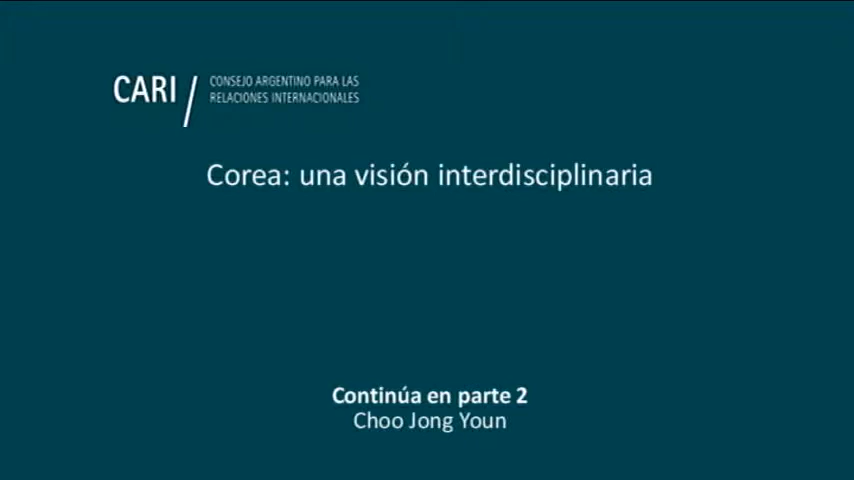 CARI
CONSEJO ARGENTINO PARA LAS
RELACIONES INTERNACIONALES
Corea: una visión interdisciplinaria
Continúa en parte 2
Choo Jong Youn